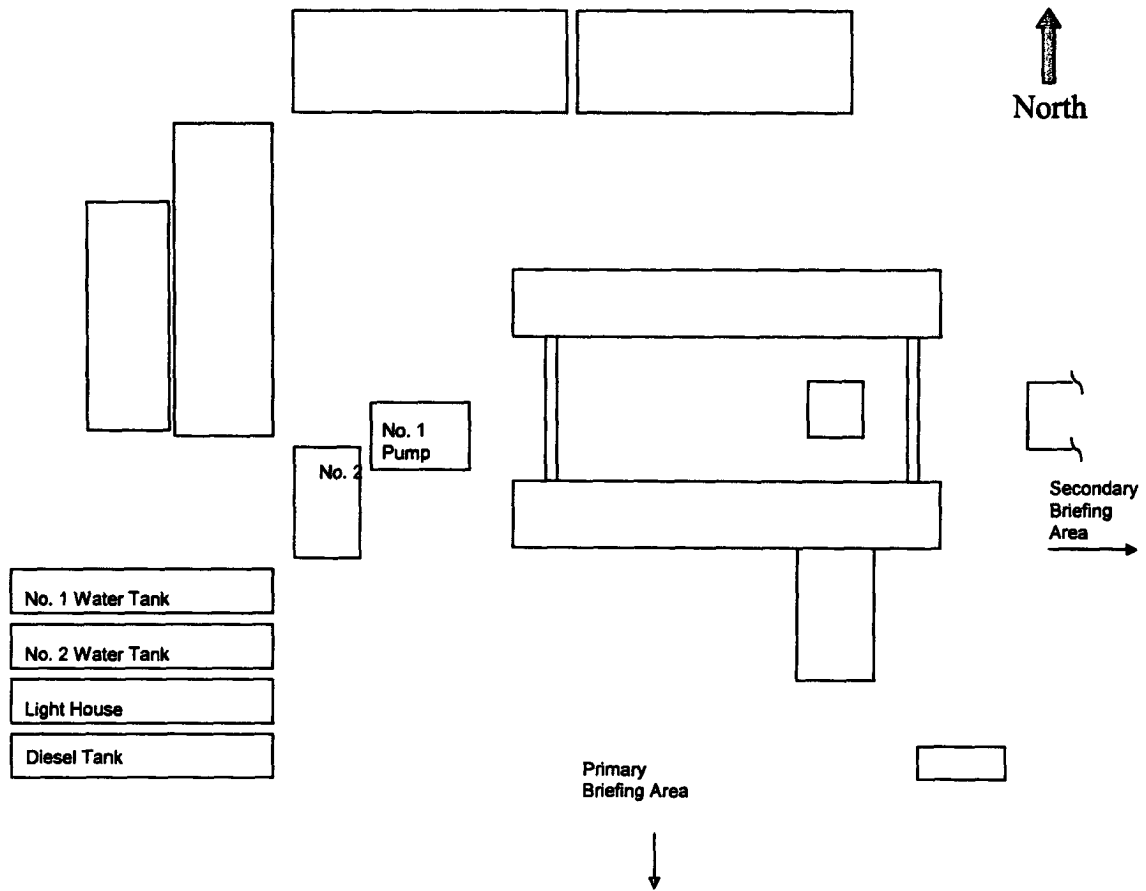 North
No. 1
Pump
No. 2
Secondary
Briefing
Area
No. 1 Water Tank
No. 2 Water Tank
Light House
Diesel Tank
Primary
Briefing Area